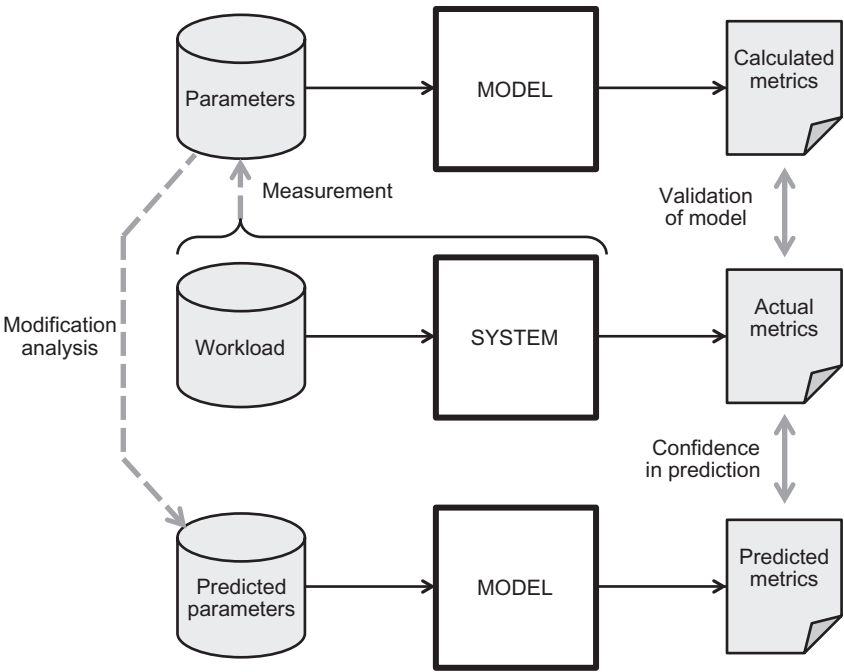 Parameters
MODEL
Calculated
metrics
Measurement
Validation
of model
Modification
analysis
Workload
SYSTEM
Actual
metrics
Confidence
in prediction
Predicted
parameters
MODEL
Predicted
metrics